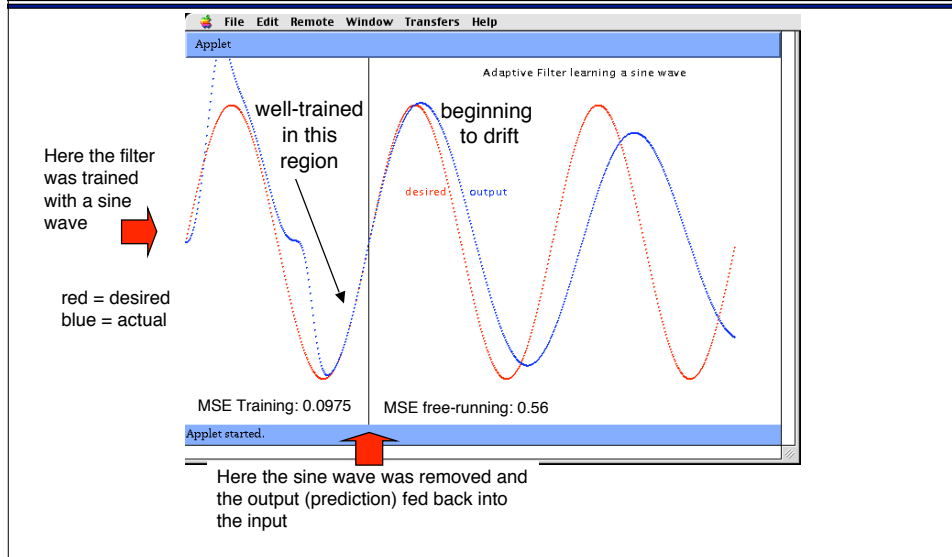 File Edit Remote Window Transfers Help
Applet
Adaptive Filter learning a sine wave
well-trained
in this
region
beginning
to drift
Here the filter
was trained
with a sine
wave
desired
output
red = desired
blue = actual
MSE Training: 0.0975
MSE free-running: 0.56
Applet started.
Here the sine wave was removed and
the output (prediction) fed back into
the input